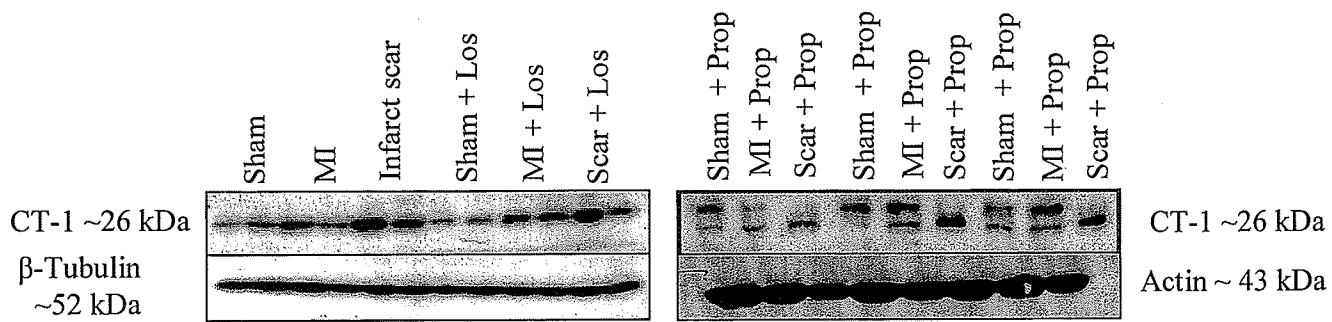 Sham
MI
Infarct scar
Sham + Los
MI + Los
Scar + Los
Sham + Prop
MI + Prop
Scar + Prop
Sham + Prop
MI + Prop
Scar + Prop
Sham + Prop
MI + Prop
Scar + Prop
CT-1 ~26 kDa
CT-1 ~26 kDa
β-Tubulin
~52 kDa
Actin ~ 43 kDa